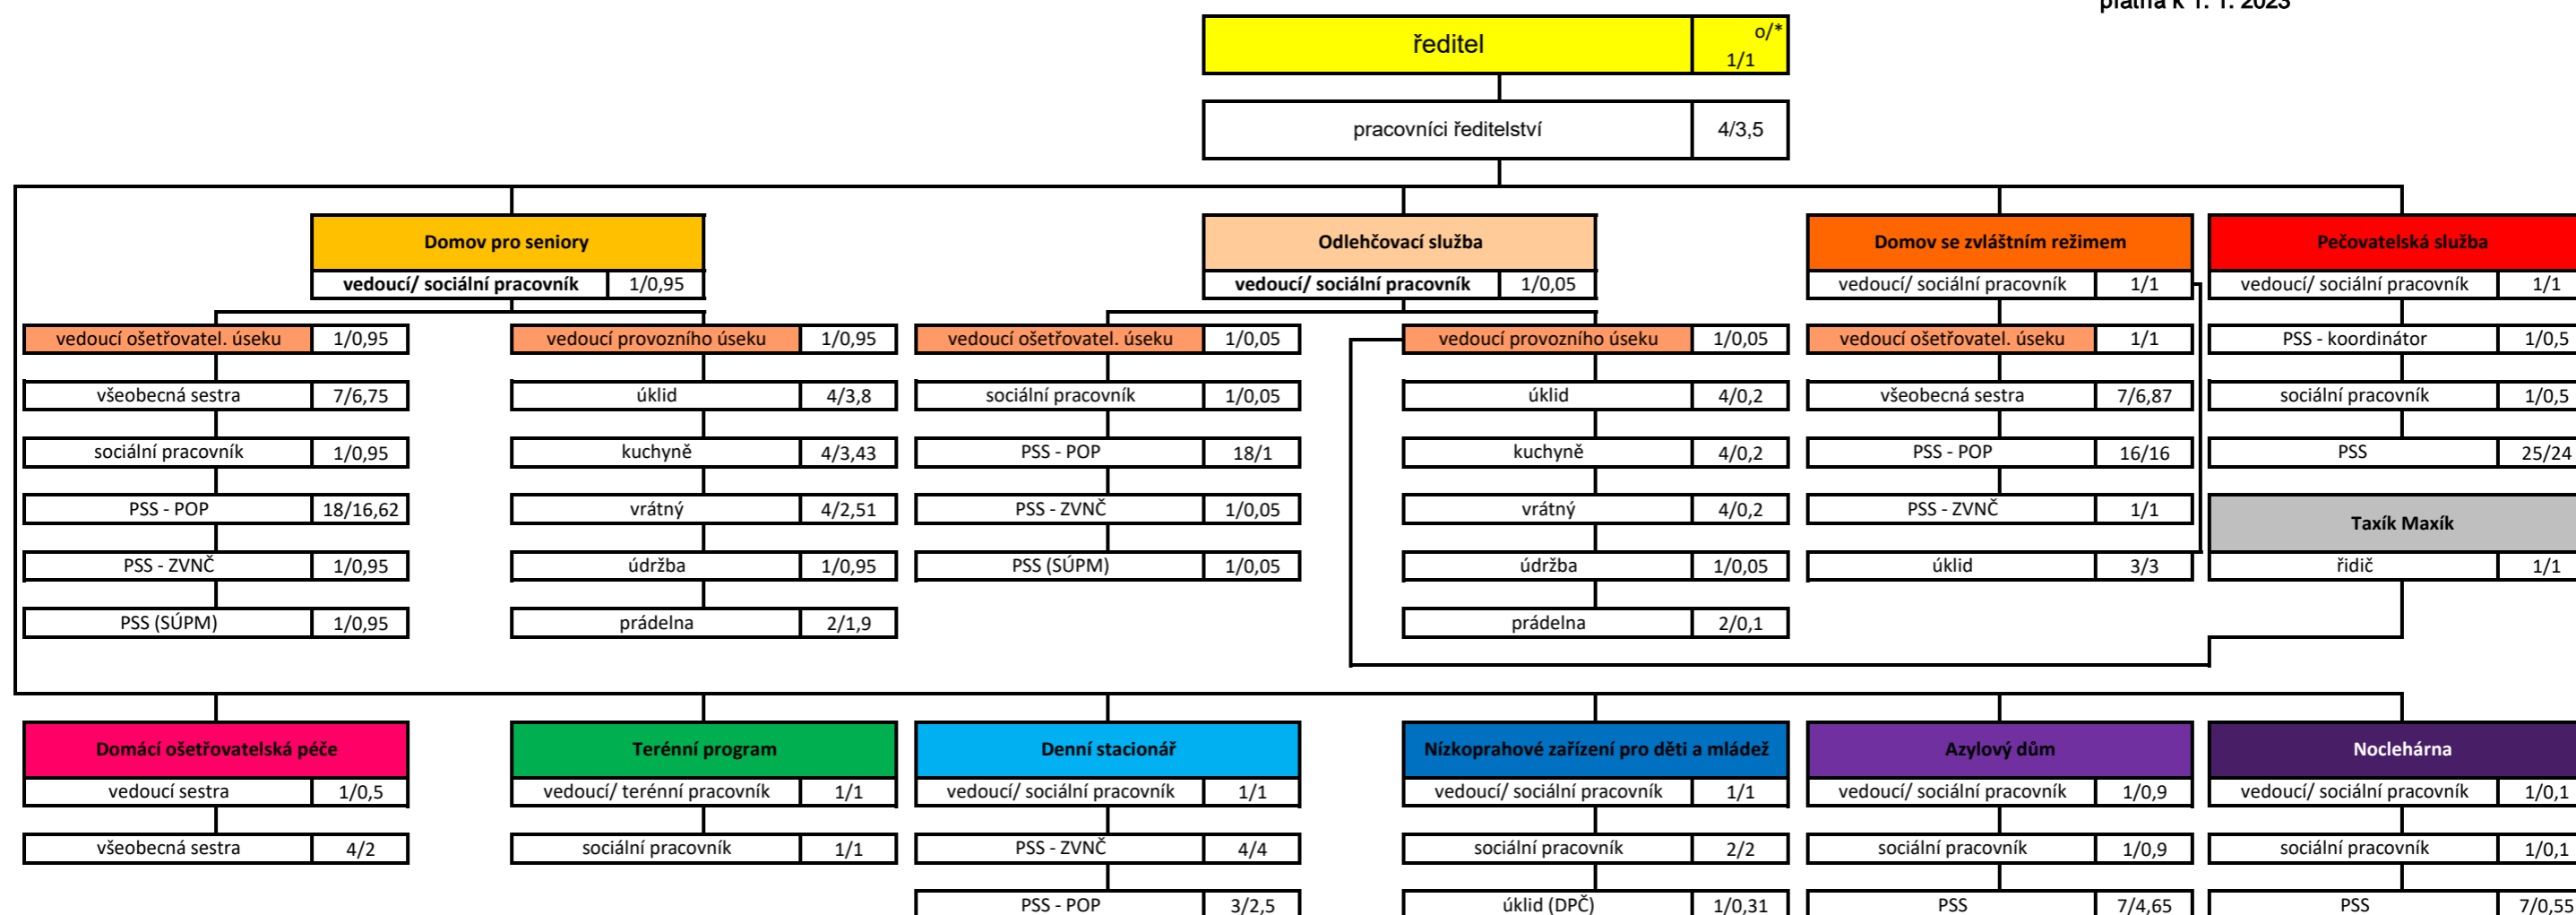 platná k 1. 1. 2023
ředitel o/* 1/1
pracovníci ředitelství 4/3,5
Domov pro seniory
vedoucí/ sociální pracovník 1/0,95
Odlehčovací služba
vedoucí/ sociální pracovník 1/0,05
Domov se zvláštním režimem
vedoucí/ sociální pracovník 1/1
Pečovatelská služba
vedoucí/ sociální pracovník 1/1
vedoucí ošetřovatel. úseku 1/0,95
všeobecná sestra 7/6,75
sociální pracovník 1/0,95
PSS - POP 18/16,62
PSS - ZVNČ 1/0,95
PSS (SÚPM) 1/0,95
vedoucí provozního úseku 1/0,95
úklid 4/3,8
kuchyně 4/3,43
vrátný 4/2,51
údržba 1/0,95
prádelna 2/1,9
vedoucí ošetřovatel. úseku 1/0,05
sociální pracovník 1/0,05
PSS - POP 18/1
PSS - ZVNČ 1/0,05
PSS (SÚPM) 1/0,05
vedoucí provozního úseku 1/0,05
úklid 4/0,2
kuchyně 4/0,2
vrátný 4/0,2
údržba 1/0,05
prádelna 2/0,1
vedoucí ošetřovatel. úseku 1/1
všeobecná sestra 7/6,87
PSS - POP 16/16
PSS - ZVNČ 1/1
úklid 3/3
PSS - koordinátor 1/0,5
sociální pracovník 1/0,5
PSS 25/24
Taxík Maxík
řidič 1/1
Domácí ošetřovatelská péče
vedoucí sestra 1/0,5
všeobecná sestra 4/2
Terénní program
vedoucí/ terénní pracovník 1/1
sociální pracovník 1/1
Denní stacionář
vedoucí/ sociální pracovník 1/1
PSS - ZVNČ 4/4
PSS - POP 3/2,5
Nízkoprahové zařízení pro děti a mládež
vedoucí/ sociální pracovník 1/1
sociální pracovník 2/2
úklid (DPČ) 1/0,31
Azylový dům
vedoucí/ sociální pracovník 1/0,9
sociální pracovník 1/0,9
PSS 7/4,65
Noclehárna
vedoucí/ sociální pracovník 1/0,1
sociální pracovník 1/0,1
PSS 7/0,55